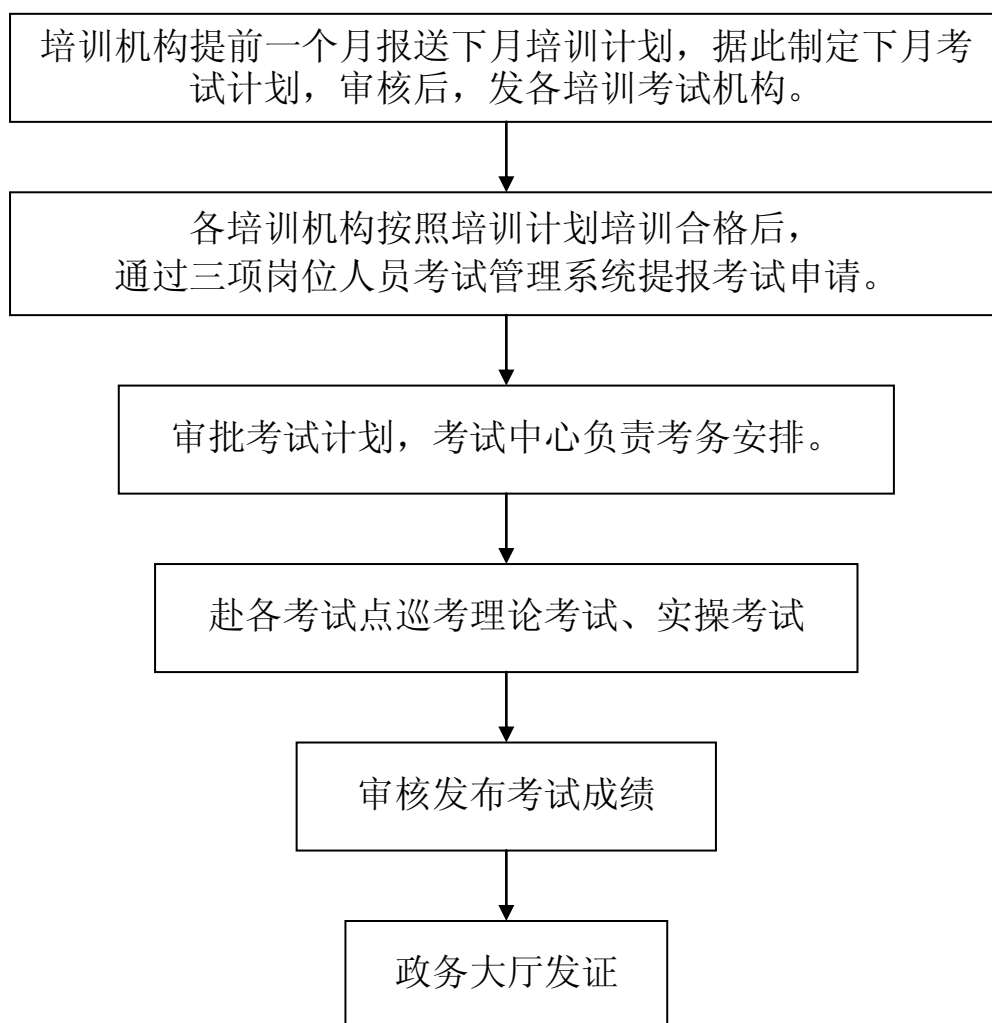 培训机构提前一个月报送下月培训计划，据此制定下月考
试计划，审核后，发各培训考试机构。
各培训机构按照培训计划培训合格后，
通过三项岗位人员考试管理系统提报考试申请。
审批考试计划，考试中心负责考务安排。
赴各考试点巡考理论考试、实操考试
审核发布考试成绩
政务大厅发证